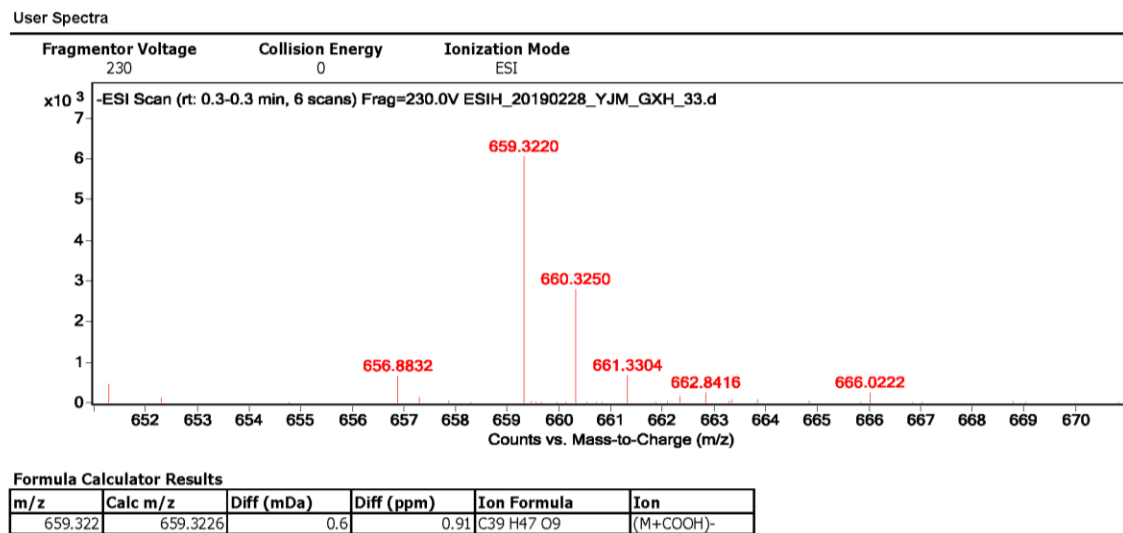 User Spectra
Fragmentor Voltage Collision Energy Ionization Mode
230 0 ESI
x10 3 -ESI Scan (rt: 0.3-0.3 min, 6 scans) Frag=230.0V ESIH_20190228_YJM_GXH_33.d
7
659.3220
6
5
4
660.3250
3
2
656.8832 661.3304
1
662.8416 666.0222
0
652 653 654 655 656 657 658 659 660 661 662 663 664 665 666 667 668 669 670
Counts vs. Mass-to-Charge (m/z)
Formula Calculator Results
m/z Calc m/z Diff (mDa) Diff (ppm) Ion Formula Ion
659.322 659.3226 0.6 0.91 C39 H47 O9 (M+COOH)-